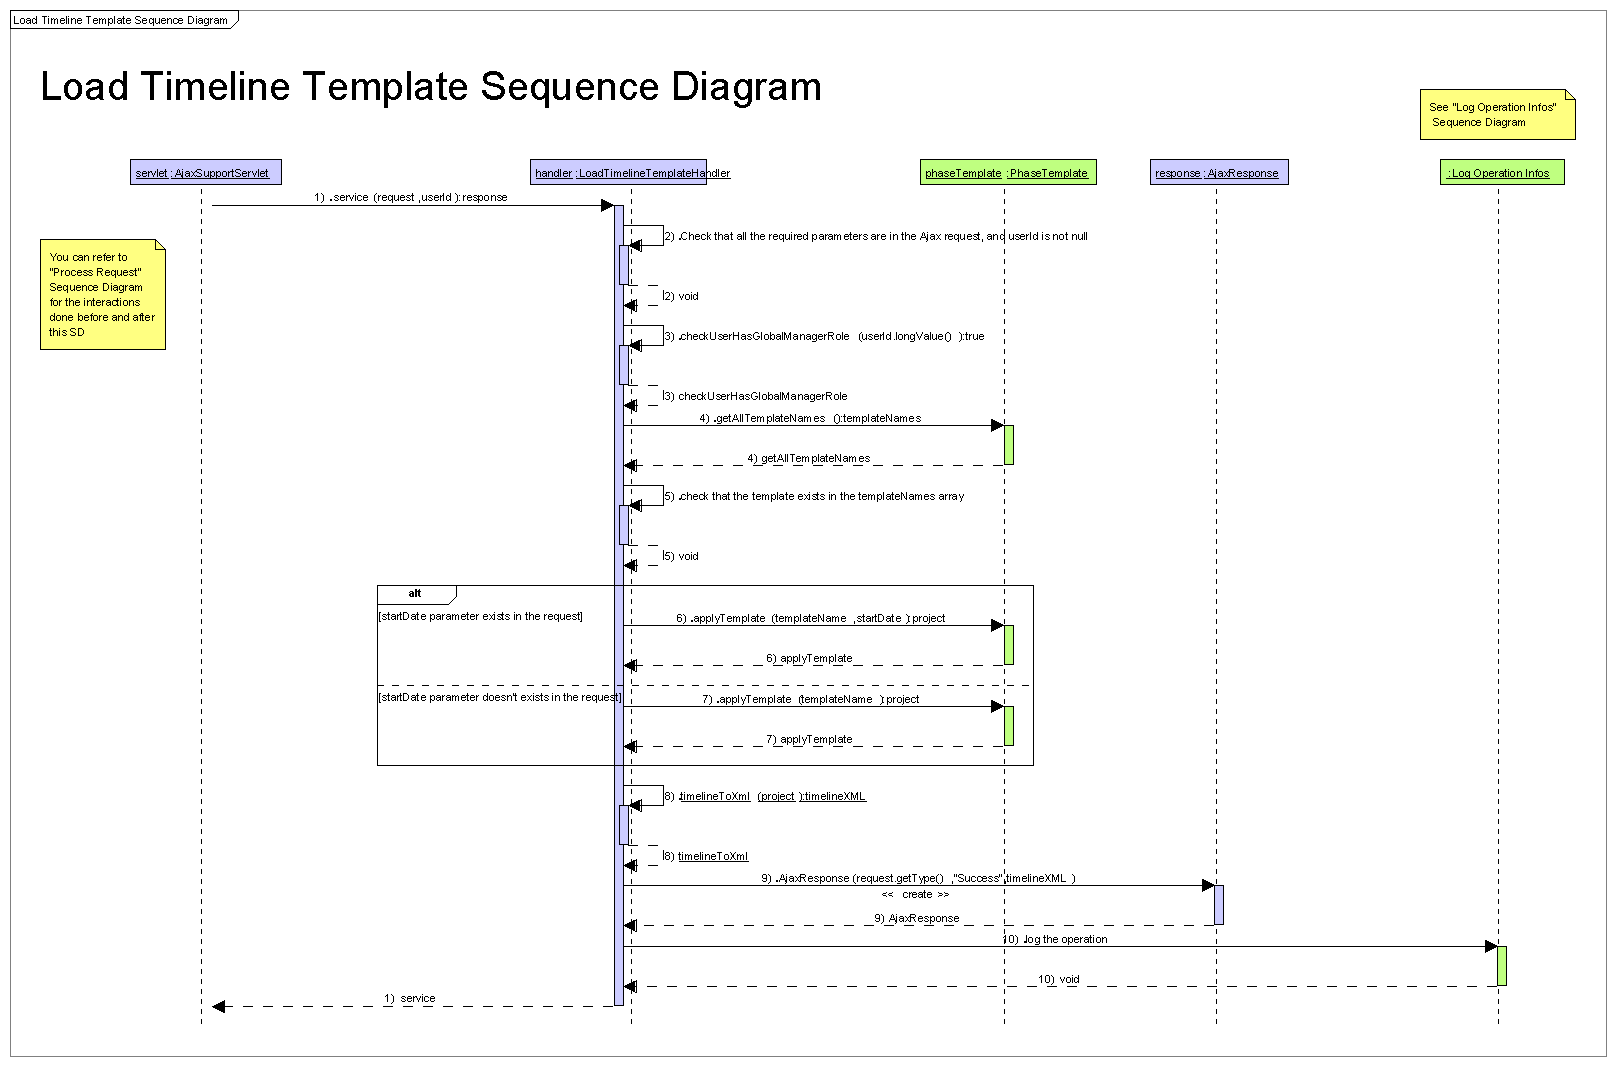 Load Timeline Template Sequence Diagram
Load Timeline Template Sequence Diagram
See "Log Operation Infos"
Sequence Diagram
servlet : AjaxSupportServlet
handler : LoadTimelineTemplateHandler
phaseTemplate : PhaseTemplate
response : AjaxResponse
: Log Operation Infos
1) .service (request ,userId ): response
2) .Check that all the required parameters are in the Ajax request, and userId is not null
You can refer to
"Process Request"
Sequence Diagram
for the interactions
done before and after
this SD
2) void
3) .checkUserHasGlobalManagerRole (userId.longValue() ):true
3) checkUserHasGlobalManagerRole
4) .getAllTemplateNames ():templateNames
4) getAllTemplateNames
5) .check that the template exists in the templateNames array
5) void
alt
[startDate parameter exists in the request]
6) .applyTemplate (templateName ,startDate ):project
6) applyTemplate
[startDate parameter doesn't exists in the request]
7) .applyTemplate (templateName ):project
7) applyTemplate
8) .timelineToXml (project ):timelineXML
8) timelineToXml
9) .AjaxResponse (request.getType() ,"Success",timelineXML )
<< create >>
9) AjaxResponse
10) .log the operation
10) void
1) service